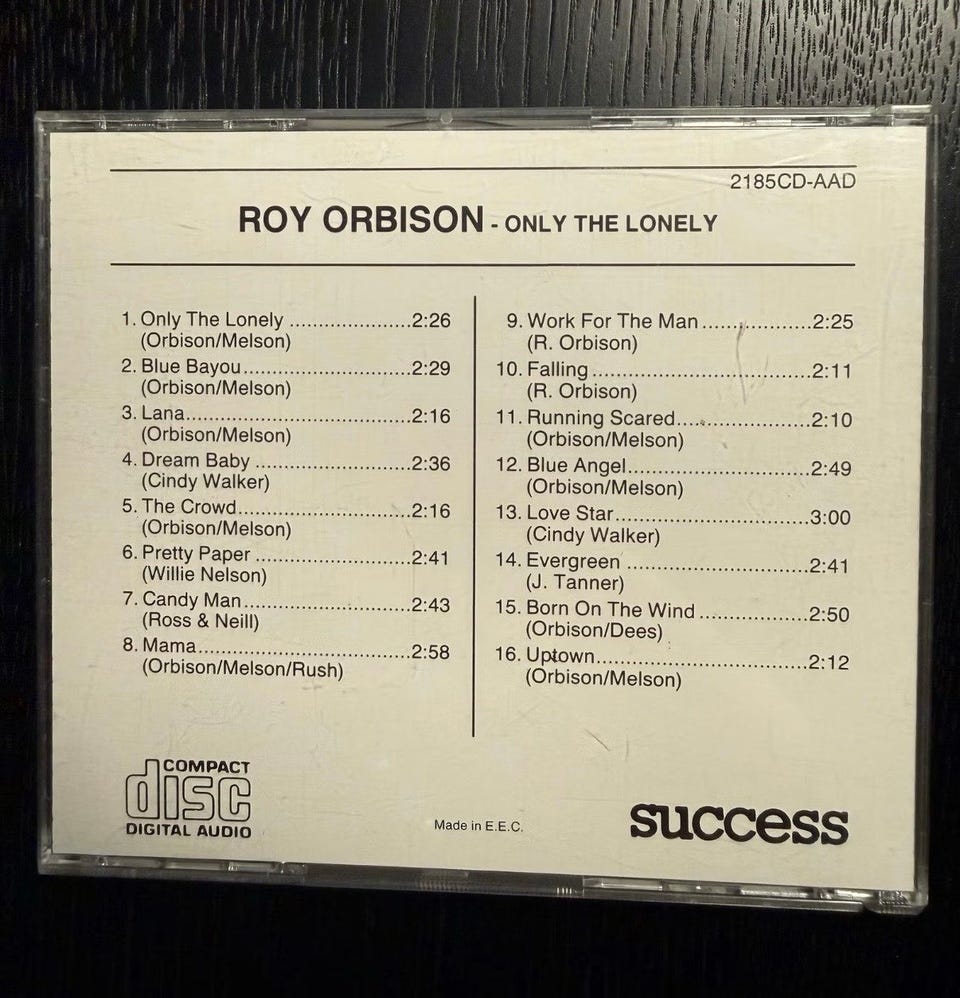 2185CD-AAD
ROY ORBISON - ONLY THE LONELY
1. Only The Lonely .....................2:26
(Orbison/Melson)
2. Blue Bayou.............................2:29
(Orbison/Melson)
3. Lana.......................................2:16
(Orbison/Melson)
4. Dream Baby ...........................2:36
(Cindy Walker)
5. The Crowd..............................2:16
(Orbison/Melson)
6. Pretty Paper ...........................2:41
(Willie Nelson)
7. Candy Man.............................2:43
(Ross & Neill)
8. Mama.....................................2:58
(Orbison/Melson/Rush)
9. Work For The Man...................2:25
(R. Orbison)
10. Falling ......................................2:11
(R. Orbison)
11. Running Scared.......................2:10
(Orbison/Melson)
12. Blue Angel................................2:49
(Orbison/Melson)
13. Love Star..................................3:00
(Cindy Walker)
14. Evergreen ................................2:41
(J. Tanner)
15. Born On The Wind ...................2:50
(Orbison/Dees)
16. Uptown.....................................2:12
(Orbison/Melson)
COMPACT
disc
DIGITAL AUDIO
Made in E.E.C.
success